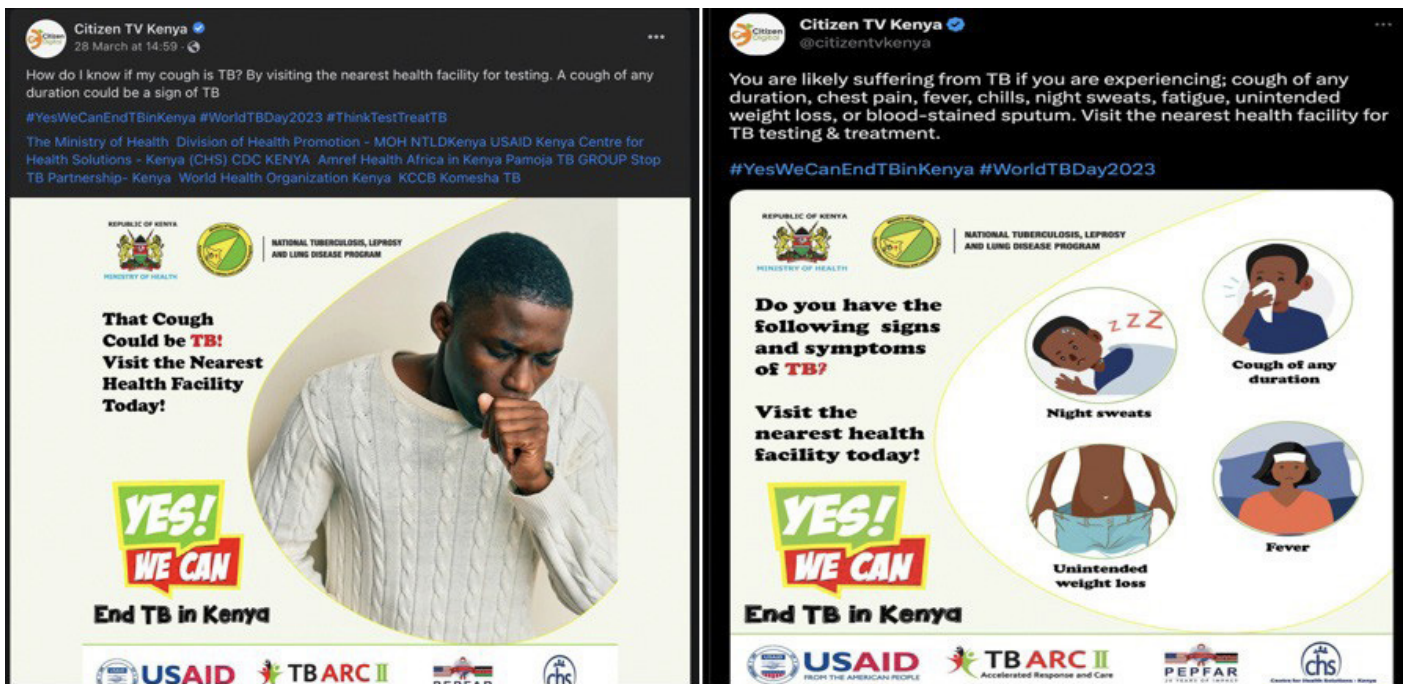 Citizen TV Kenya
28 March at 14:59 ·
How do I know if my cough is TB? By visiting the nearest health facility for testing. A cough of any
duration could be a sign of TB
#YesWeCanEndTBinKenya #WorldTBDay2023 #ThinkTestTreatTB
The Ministry of Health Division of Health Promotion - MOH NTLDKenya USAID Kenya Centre for
Health Solutions - Kenya (CHS) CDC KENYA Amref Health Africa in Kenya Pamoja TB GROUP Stop
TB Partnership- Kenya World Health Organization Kenya KCCB Komesha TB
Citizen
Digital
REPUBLIC OF KENYA
MINISTRY OF HEALTH
NATIONAL TUBERCULOSIS, LEPROSY
AND LUNG DISEASE PROGRAM
That Cough
Could be TB!
Visit the Nearest
Health Facility
Today!
YES!
WE CAN
End TB in Kenya
USAID
TB ARC II
PEPFAR
chs
Citizen TV Kenya
@citizentvkenya
Citizen
Digital
You are likely suffering from TB if you are experiencing; cough of any
duration, chest pain, fever, chills, night sweats, fatigue, unintended
weight loss, or blood-stained sputum. Visit the nearest health facility for
TB testing & treatment.
#YesWeCanEndTBinKenya #WorldTBDay2023
REPUBLIC OF KENYA
MINISTRY OF HEALTH
NATIONAL TUBERCULOSIS, LEPROSY
AND LUNG DISEASE PROGRAM
Do you have the
following signs
and symptoms
of TB?
Visit the
nearest health
facility today!
zZZ
Night sweats
Cough of any
duration
Unintended
weight loss
Fever
YES!
WE CAN
End TB in Kenya
USAID
FROM THE AMERICAN PEOPLE
TB ARC II
Accelerated Response and Care
PEPFAR
chs
Centre for Health Solutions - Kenya